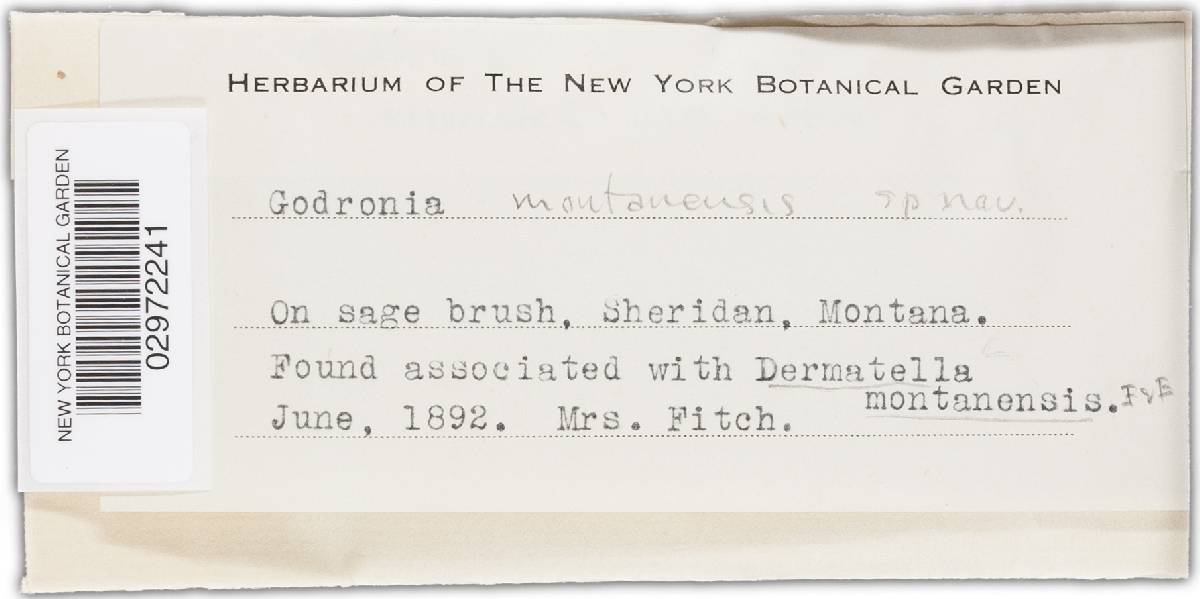 HERBARIUM OF THE NEW YORK BOTANICAL GARDEN
NEW YORK BOTANICAL GARDEN
02972241
Godronia montanensis sp nov.
On sage brush, Sheridan, Montana.
Found associated with Dermatella
montanensis. E&E
June, 1892. Mrs. Fitch.